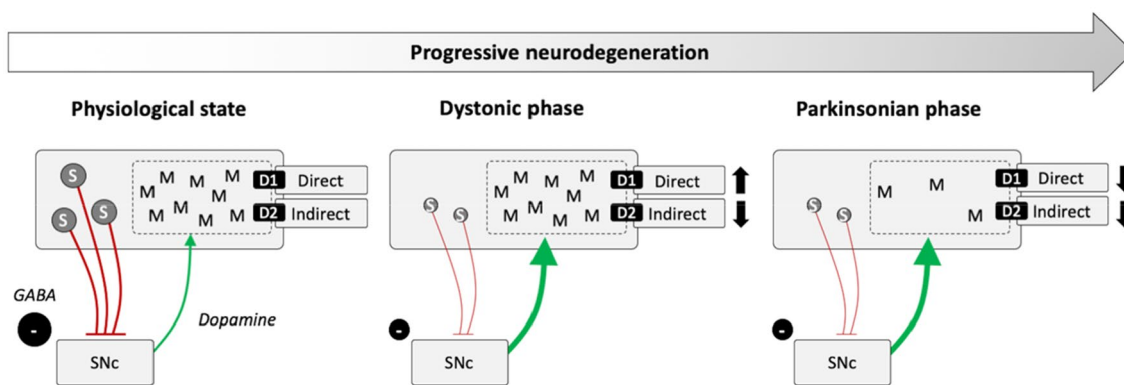 Progressive neurodegeneration
Physiological state
S
S
S
M
M
M
M
M
M
M
M
M
M
D1 Direct
D2 Indirect
GABA
-
Dopamine
SNc
Dystonic phase
S
S
M
M
M
M
M
M
M
M
M
M
D1 Direct
D2 Indirect
-
SNc
Parkinsonian phase
S
S
M
M
M
D1 Direct
D2 Indirect
-
SNc